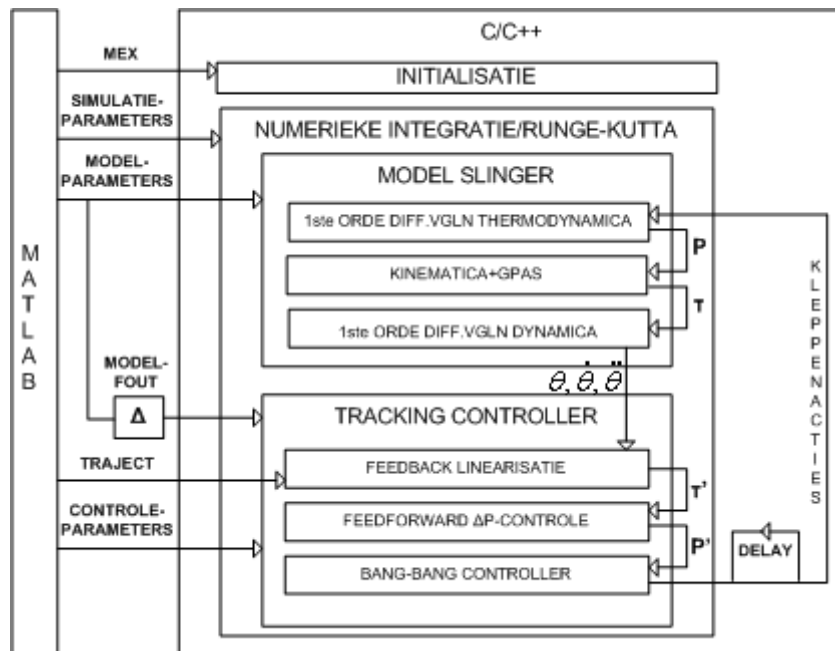 C/C++
MEX
INITIALISATIE
SIMULATIE-
PARAMETERS
NUMERIEKE INTEGRATIE/RUNGE-KUTTA
MODEL-
PARAMETERS
MODEL SLINGER
1ste ORDE DIFF.VGLN THERMODYNAMICA
P
KINEMATICA+GPAS
T
1ste ORDE DIFF.VGLN DYNAMICA
MATLAB
KLEPPENACTIES
θ, θ̇, θ̈
MODEL-
FOUT
Δ
TRACKING CONTROLLER
TRAJECT
FEEDBACK LINEARISATIE
T'
CONTROLE-
PARAMETERS
FEEDFORWARD ΔP-CONTROLE
P'
BANG-BANG CONTROLLER
DELAY